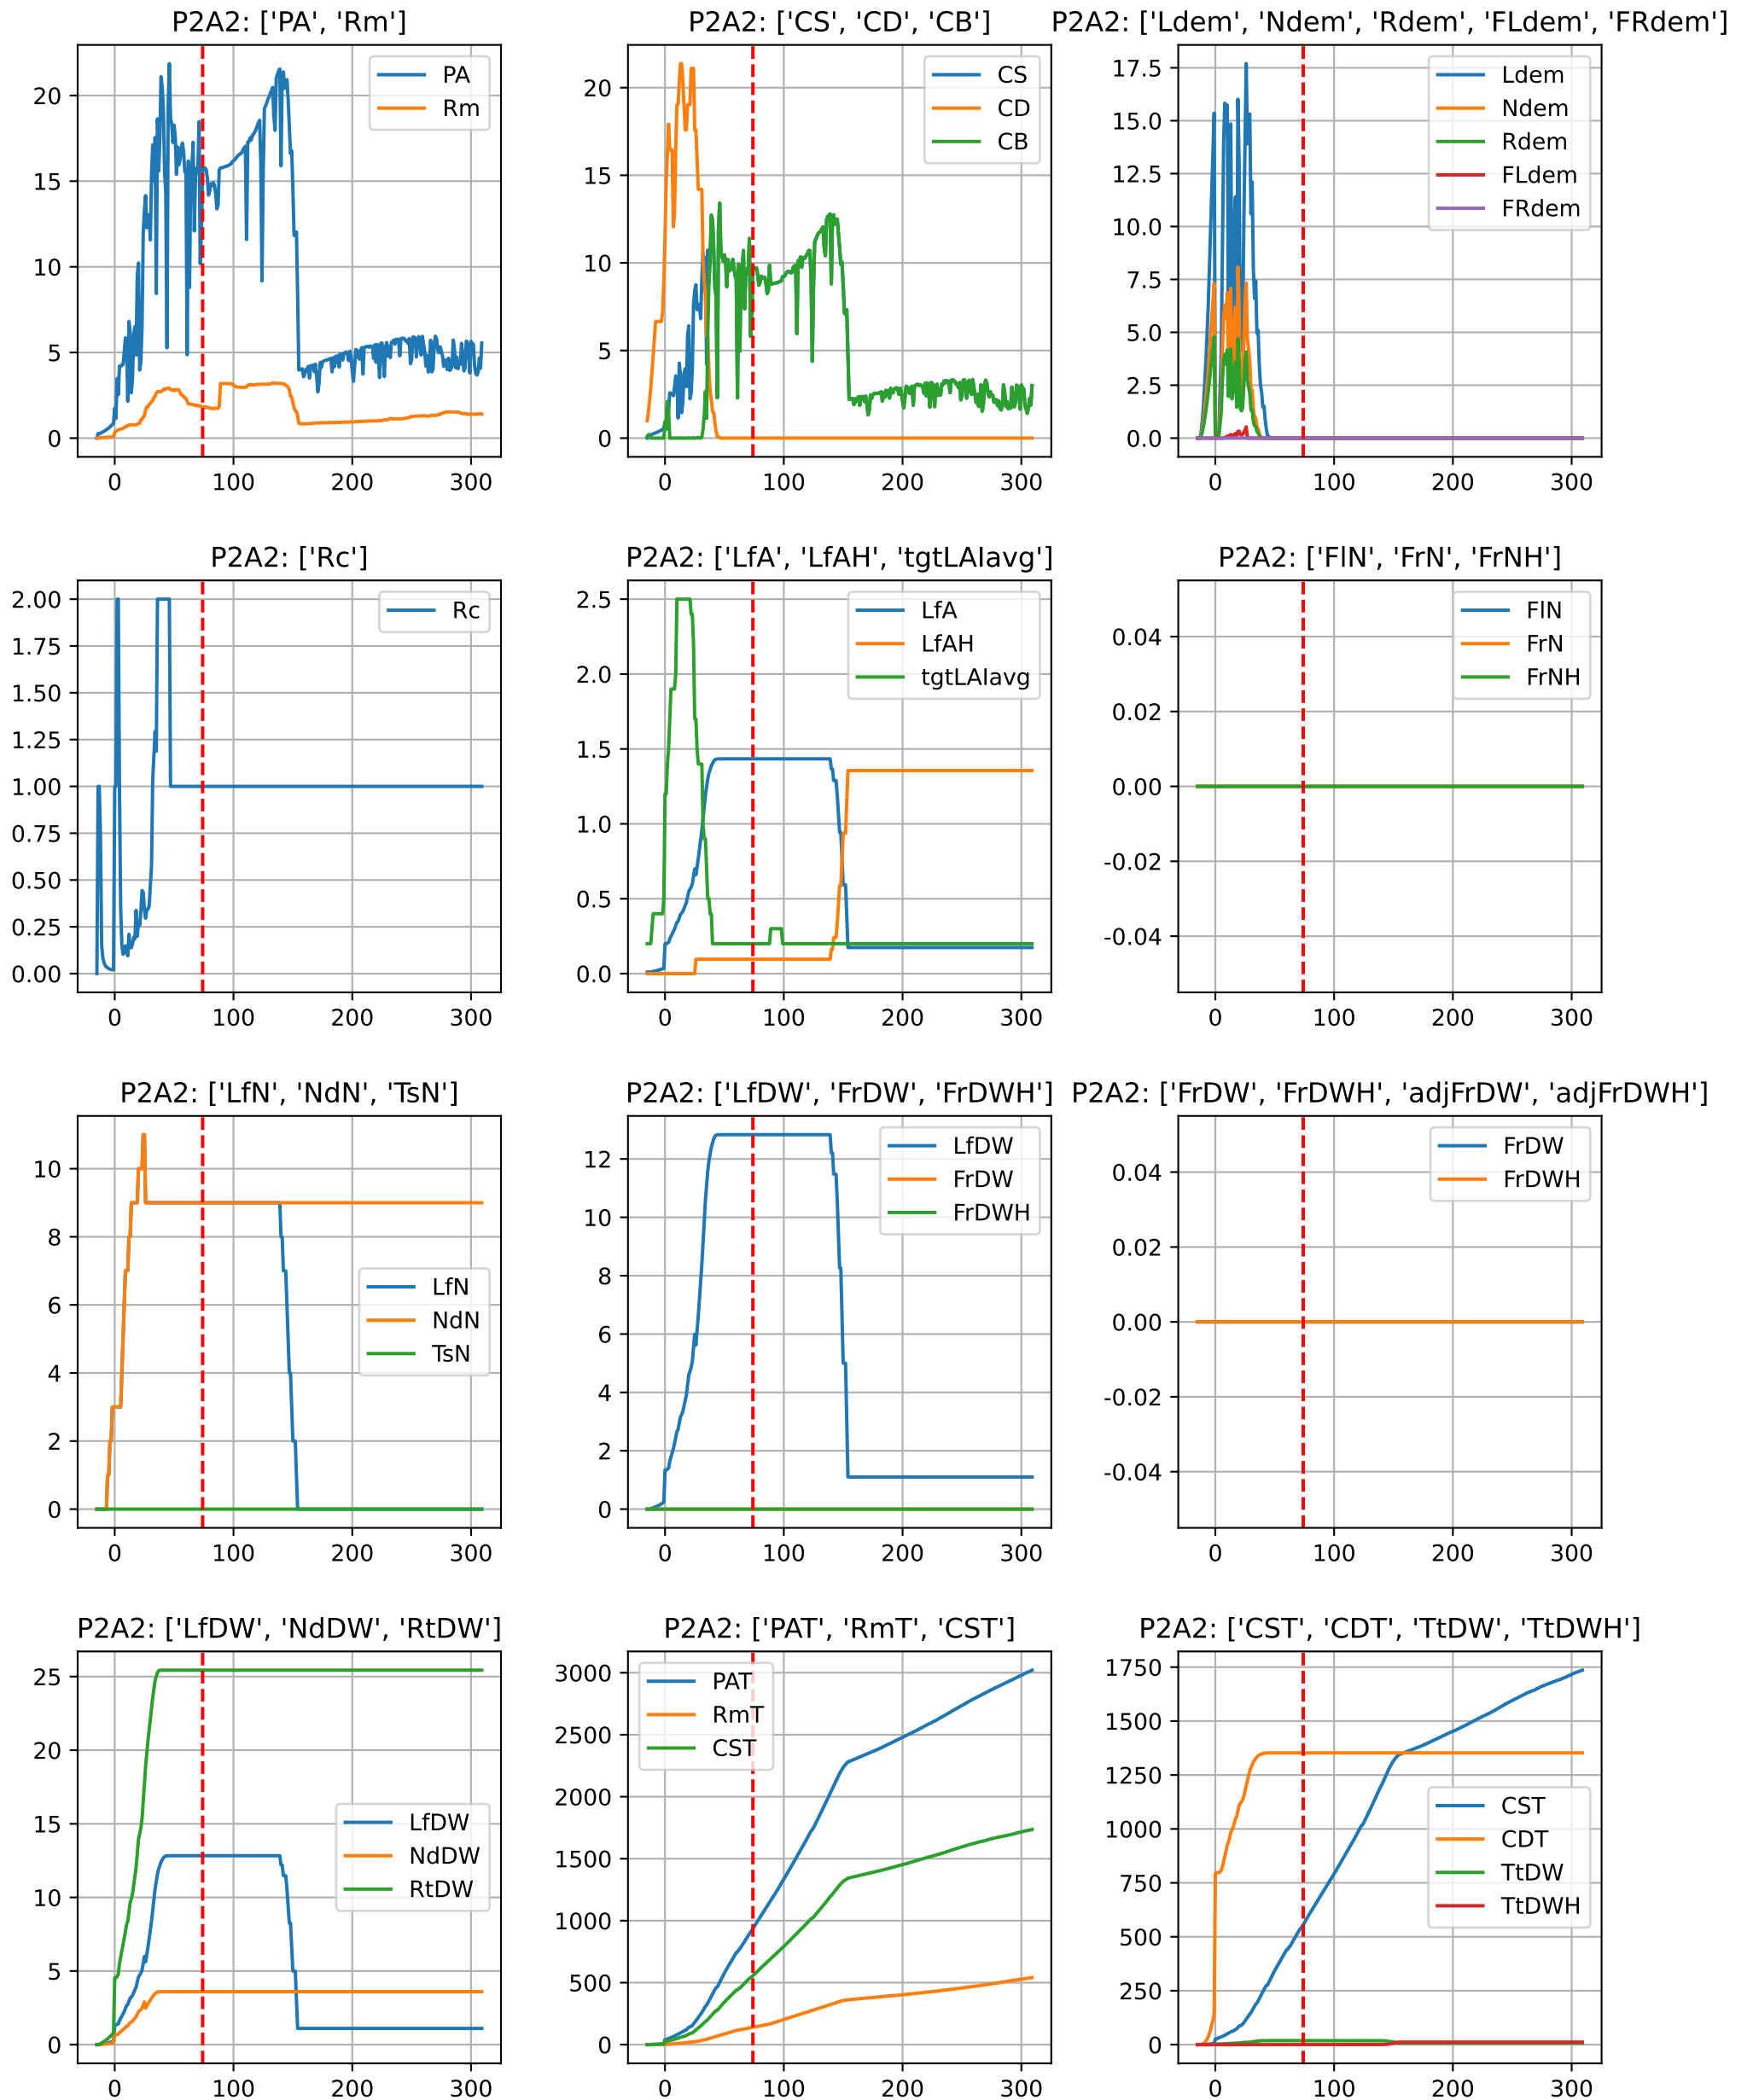 P2A2: ['PA', 'Rm']
PA
Rm
20
15
10
5
0
0 100 200 300
P2A2: ['CS', 'CD', 'CB']
CS
CD
CB
20
15
10
5
0
0 100 200 300
P2A2: ['Ldem', 'Ndem', 'Rdem', 'FLdem', 'FRdem']
Ldem
Ndem
Rdem
FLdem
FRdem
17.5
15.0
12.5
10.0
7.5
5.0
2.5
0.0
0 100 200 300
P2A2: ['Rc']
Rc
2.00
1.75
1.50
1.25
1.00
0.75
0.50
0.25
0.00
0 100 200 300
P2A2: ['LfA', 'LfAH', 'tgtLAIavg']
LfA
LfAH
tgtLAIavg
2.5
2.0
1.5
1.0
0.5
0.0
0 100 200 300
P2A2: ['FlN', 'FrN', 'FrNH']
FlN
FrN
FrNH
0.04
0.02
0.00
-0.02
-0.04
0 100 200 300
P2A2: ['LfN', 'NdN', 'TsN']
LfN
NdN
TsN
10
8
6
4
2
0
0 100 200 300
P2A2: ['LfDW', 'FrDW', 'FrDWH']
LfDW
FrDW
FrDWH
12
10
8
6
4
2
0
0 100 200 300
P2A2: ['FrDW', 'FrDWH', 'adjFrDW', 'adjFrDWH']
FrDW
FrDWH
0.04
0.02
0.00
-0.02
-0.04
0 100 200 300
P2A2: ['LfDW', 'NdDW', 'RtDW']
LfDW
NdDW
RtDW
25
20
15
10
5
0
0 100 200 300
P2A2: ['PAT', 'RmT', 'CST']
PAT
RmT
CST
3000
2500
2000
1500
1000
500
0
0 100 200 300
P2A2: ['CST', 'CDT', 'TtDW', 'TtDWH']
CST
CDT
TtDW
TtDWH
1750
1500
1250
1000
750
500
250
0
0 100 200 300